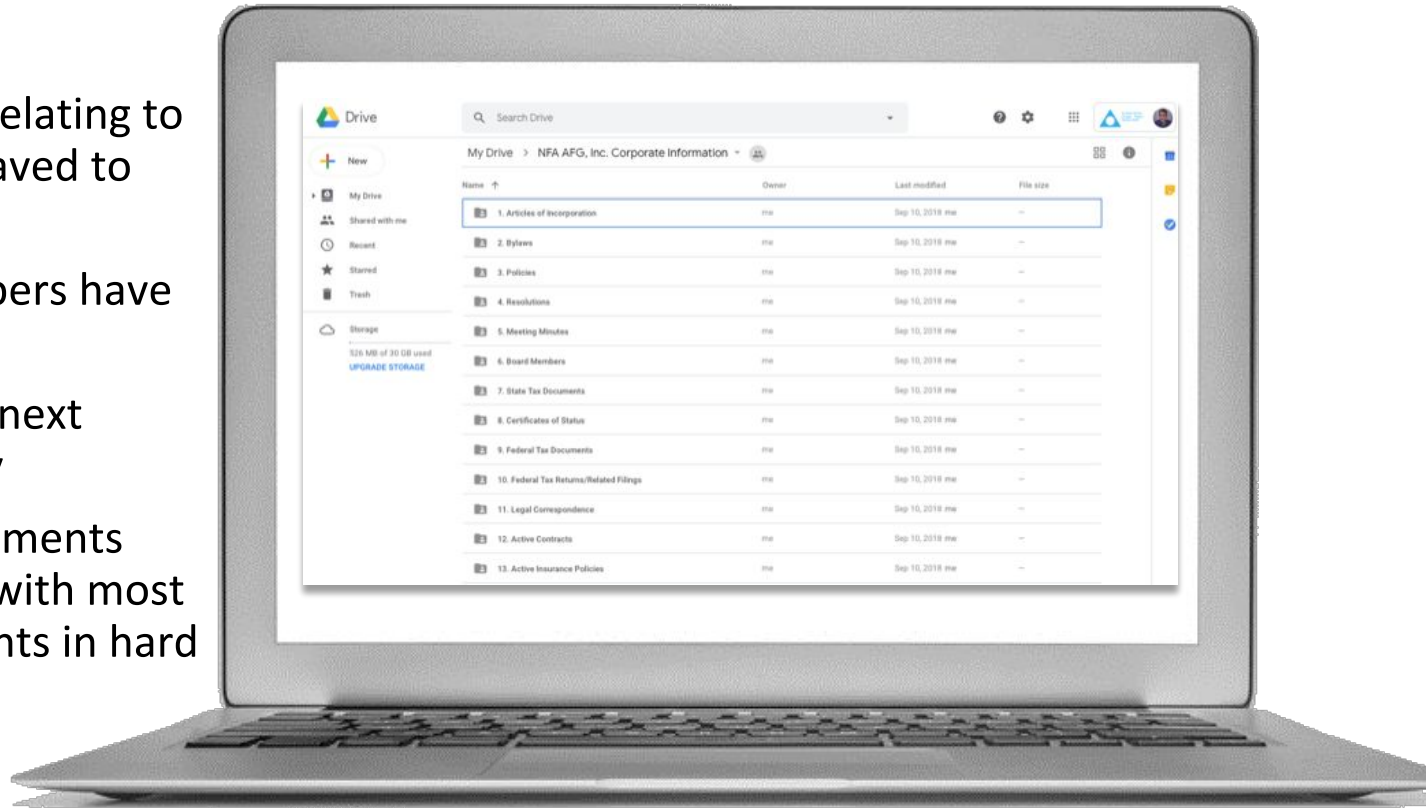 elating to
aved to
bers have
next
y
ments
with most
nts in hard
Drive
Search Drive
New
My Drive > NFA AFG, Inc. Corporate Information
My Drive
Shared with me
Recent
Starred
Trash
Storage
526 MB of 30 GB used
UPGRADE STORAGE
Name Owner Last modified File size
1. Articles of Incorporation me Sep 10, 2018 me —
2. Bylaws me Sep 10, 2018 me —
3. Policies me Sep 10, 2018 me —
4. Resolutions me Sep 10, 2018 me —
5. Meeting Minutes me Sep 10, 2018 me —
6. Board Members me Sep 10, 2018 me —
7. State Tax Documents me Sep 10, 2018 me —
8. Certificates of Status me Sep 10, 2018 me —
9. Federal Tax Documents me Sep 10, 2018 me —
10. Federal Tax Returns/Related Filings me Sep 10, 2018 me —
11. Legal Correspondence me Sep 10, 2018 me —
12. Active Contracts me Sep 10, 2018 me —
13. Active Insurance Policies me Sep 10, 2018 me —